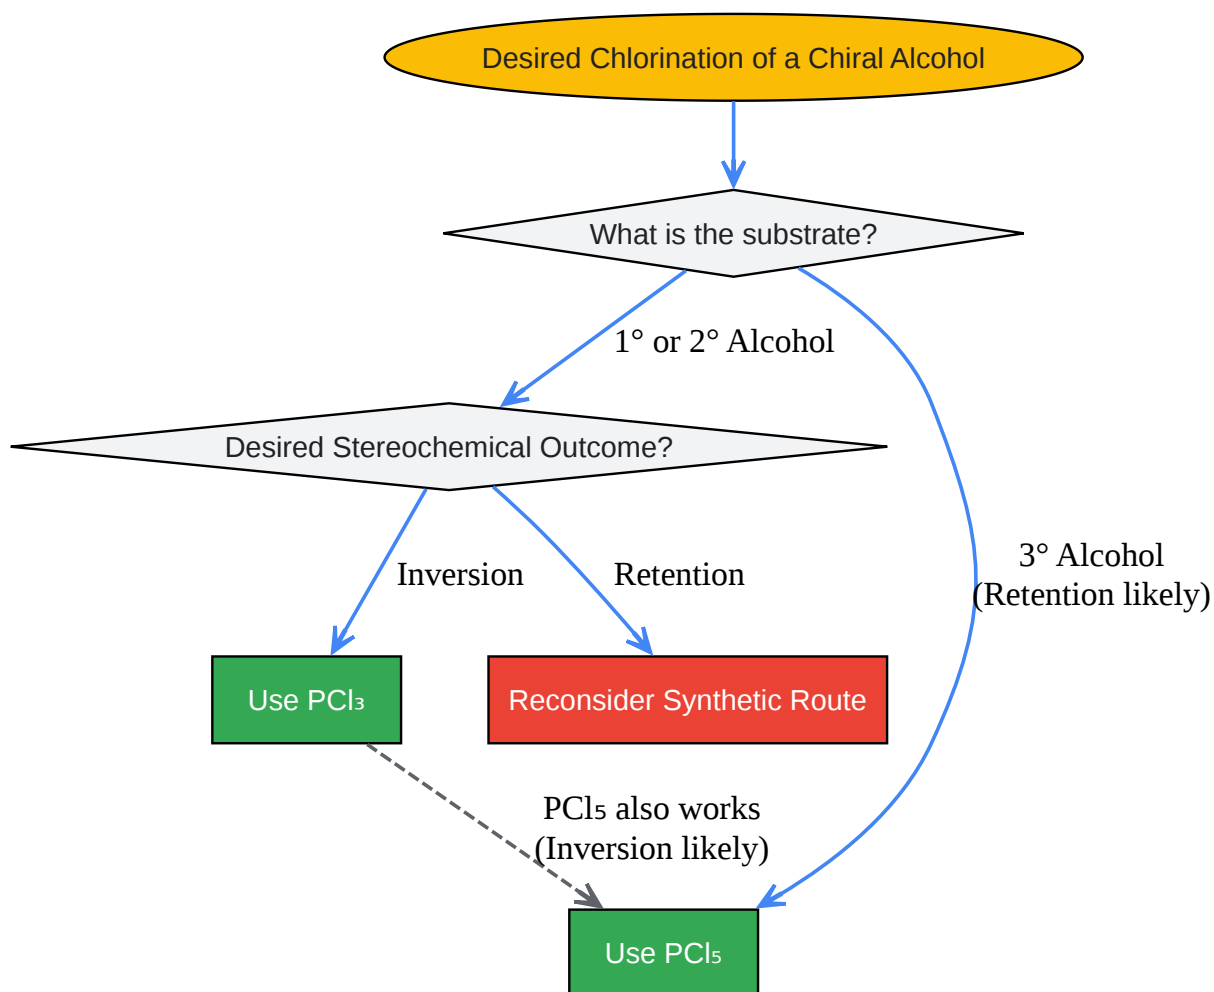 Desired Chlorination of a Chiral Alcohol
What is the substrate?
1° or 2° Alcohol
Desired Stereochemical Outcome?
Inversion
Retention
3° Alcohol
(Retention likely)
Use PCl₃
Reconsider Synthetic Route
PCl₅ also works
(Inversion likely)
Use PCl₅